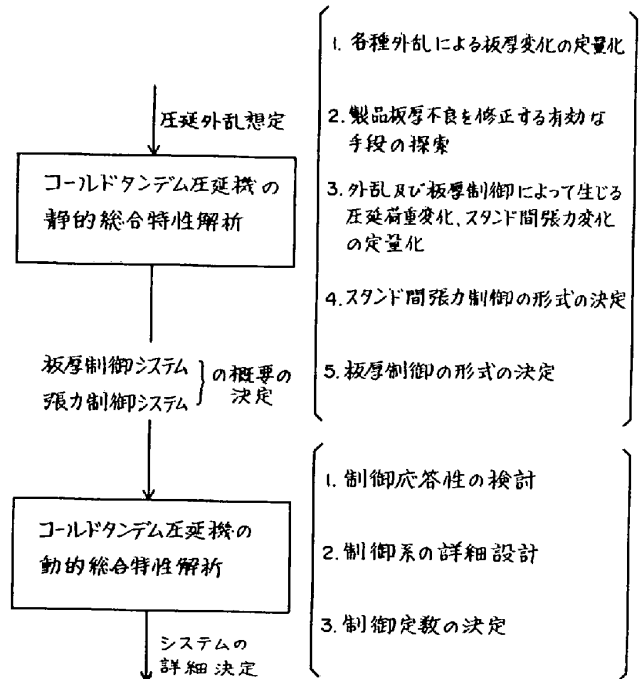 圧延外乱想定
コールドタンデム圧延機の
静的総合特性解析
板厚制御システム
張力制御システム
} の概要の
決定
コールドタンデム圧延機の
動的総合特性解析
システムの
詳細決定
1. 各種外乱による板厚変化の定量化
2. 製品板厚不良を修正する有効な
手段の探索
3. 外乱及び板厚制御によって生じる
圧延荷重変化、スタンド間張力変化
の定量化
4. スタンド間張力制御の形式の決定
5. 板厚制御の形式の決定
1. 制御応答性の検討
2. 制御系の詳細設計
3. 制御定数の決定